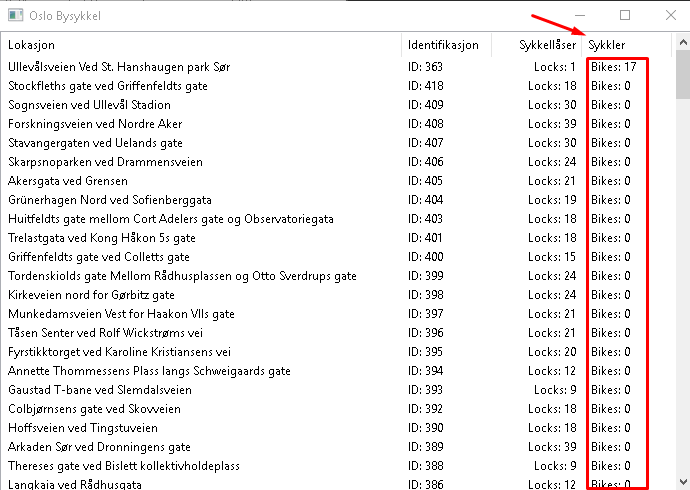 Oslo Bysykkel
Lokasjon Identifikasjon Sykkellåser Sykkler
Ullevålsveien Ved St. Hanshaugen park Sør ID: 363 Locks: 1 Bikes: 17
Stockfleths gate ved Griffenfeldts gate ID: 418 Locks: 18 Bikes: 0
Sognsveien ved Ullevål Stadion ID: 409 Locks: 30 Bikes: 0
Forskningsveien ved Nordre Aker ID: 408 Locks: 39 Bikes: 0
Stavangergaten ved Uelands gate ID: 407 Locks: 30 Bikes: 0
Skarpsnoparken ved Drammensveien ID: 406 Locks: 24 Bikes: 0
Akersgata ved Grensen ID: 405 Locks: 21 Bikes: 0
Grünerhagen Nord ved Sofienberggata ID: 404 Locks: 19 Bikes: 0
Huitfeldts gate mellom Cort Adelers gate og Observatoriegata ID: 403 Locks: 18 Bikes: 0
Trelastgata ved Kong Håkon 5s gate ID: 401 Locks: 18 Bikes: 0
Griffenfeldts gate ved Colletts gate ID: 400 Locks: 15 Bikes: 0
Tordenskiolds gate Mellom Rådhusplassen og Otto Sverdrups gate ID: 399 Locks: 24 Bikes: 0
Kirkeveien nord for Gørbitz gate ID: 398 Locks: 24 Bikes: 0
Munkedamsveien Vest for Haakon VIIs gate ID: 397 Locks: 21 Bikes: 0
Tåsen Senter ved Rolf Wickstrøms vei ID: 396 Locks: 21 Bikes: 0
Fyrstikktorget ved Karoline Kristiansens vei ID: 395 Locks: 20 Bikes: 0
Annette Thommessens Plass langs Schweigaards gate ID: 394 Locks: 12 Bikes: 0
Gaustad T-bane ved Slemdalsveien ID: 393 Locks: 9 Bikes: 0
Colbjørnsens gate ved Skovveien ID: 392 Locks: 18 Bikes: 0
Hoffsveien ved Tingstuveien ID: 390 Locks: 18 Bikes: 0
Arkaden Sør ved Dronningens gate ID: 389 Locks: 39 Bikes: 0
Thereses gate ved Bislett kollektivholdeplass ID: 388 Locks: 9 Bikes: 0
Langkaia ved Rådhusgata ID: 386 Locks: 12 Bikes: 0